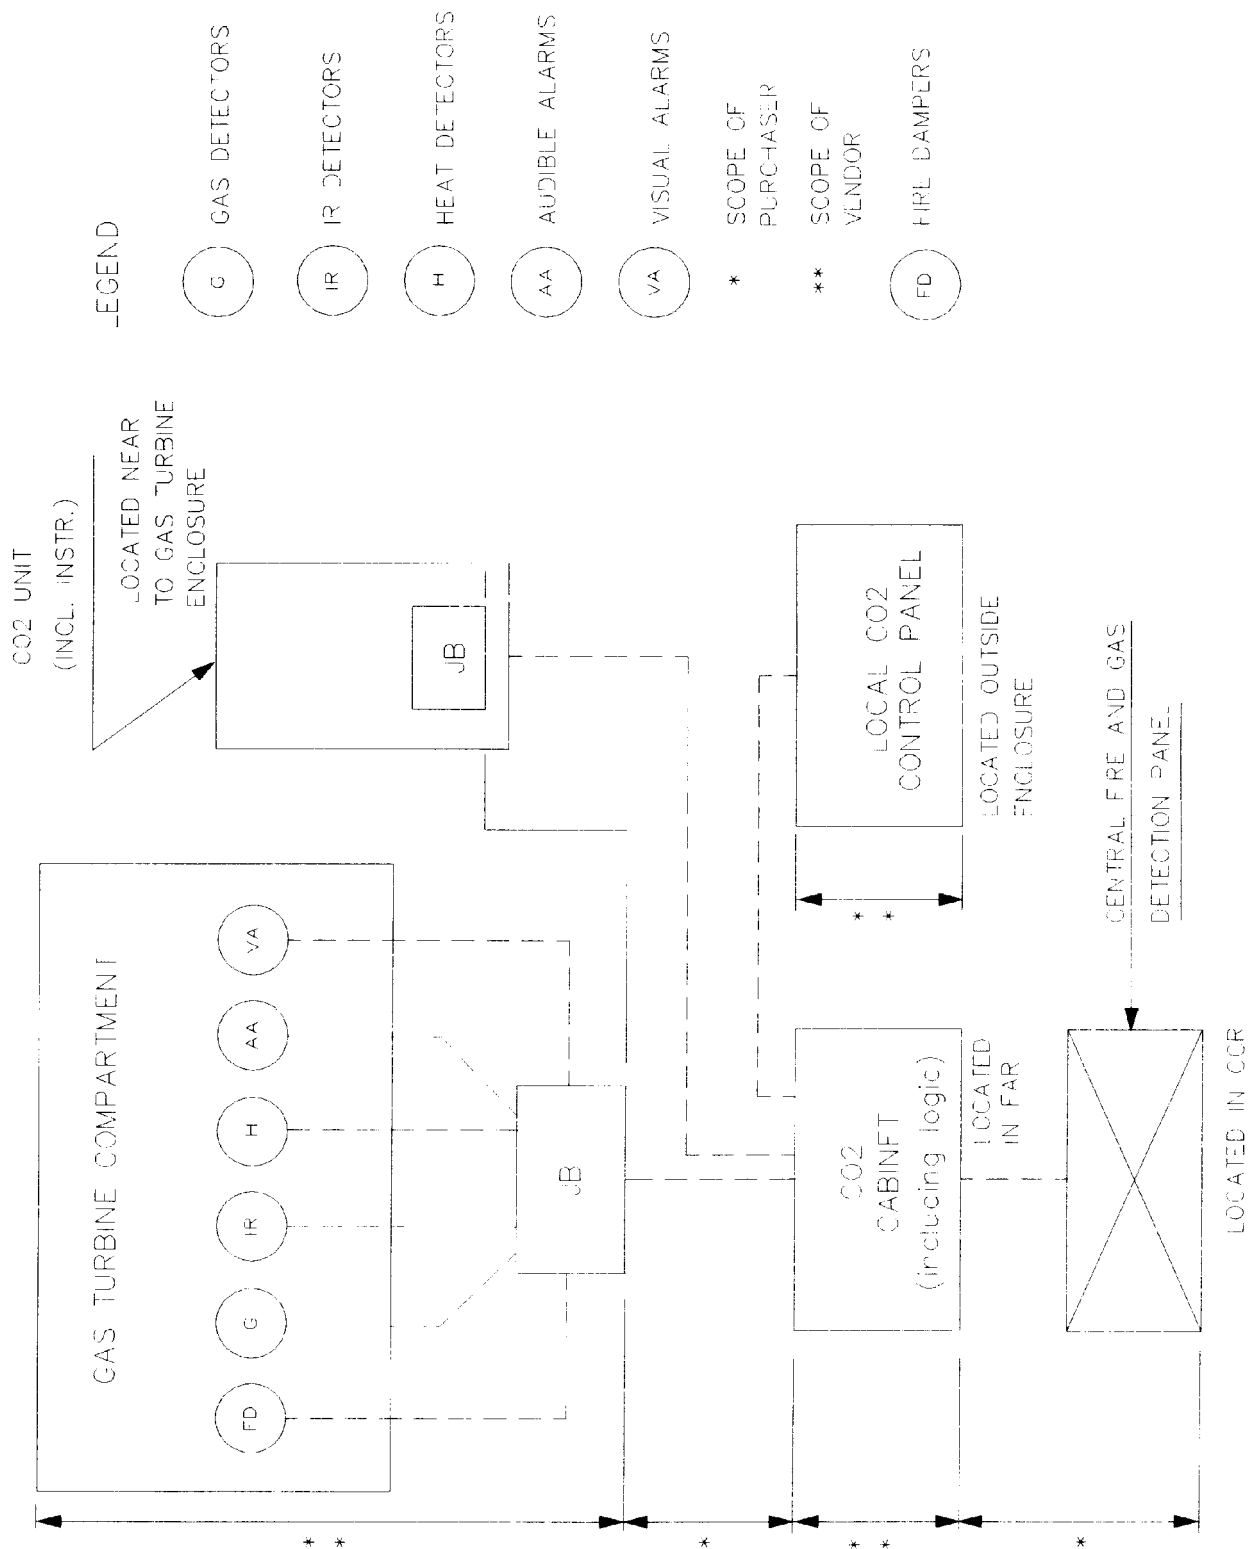 CO2 UNIT
(INCL. INSTR.)
LOCATED NEAR
TO GAS TURBINE
ENCLOSURE
GAS TURBINE COMPARTMENT
FD
G
IR
H
AA
VA
JB
JB
**
*
**
*
CO2
CABINET
(including logic)
LOCATED
IN FAR
LOCAL CO2
CONTROL PANEL
LOCATED OUTSIDE
ENCLOSURE
**
CENTRAL FIRE AND GAS
DETECTION PANEL
LOCATED IN CCR
LEGEND
G GAS DETECTORS
IR IR DETECTORS
H HEAT DETECTORS
AA AUDIBLE ALARMS
VA VISUAL ALARMS
* SCOPE OF
PURCHASER
** SCOPE OF
VENDOR
FD FIRE DAMPERS